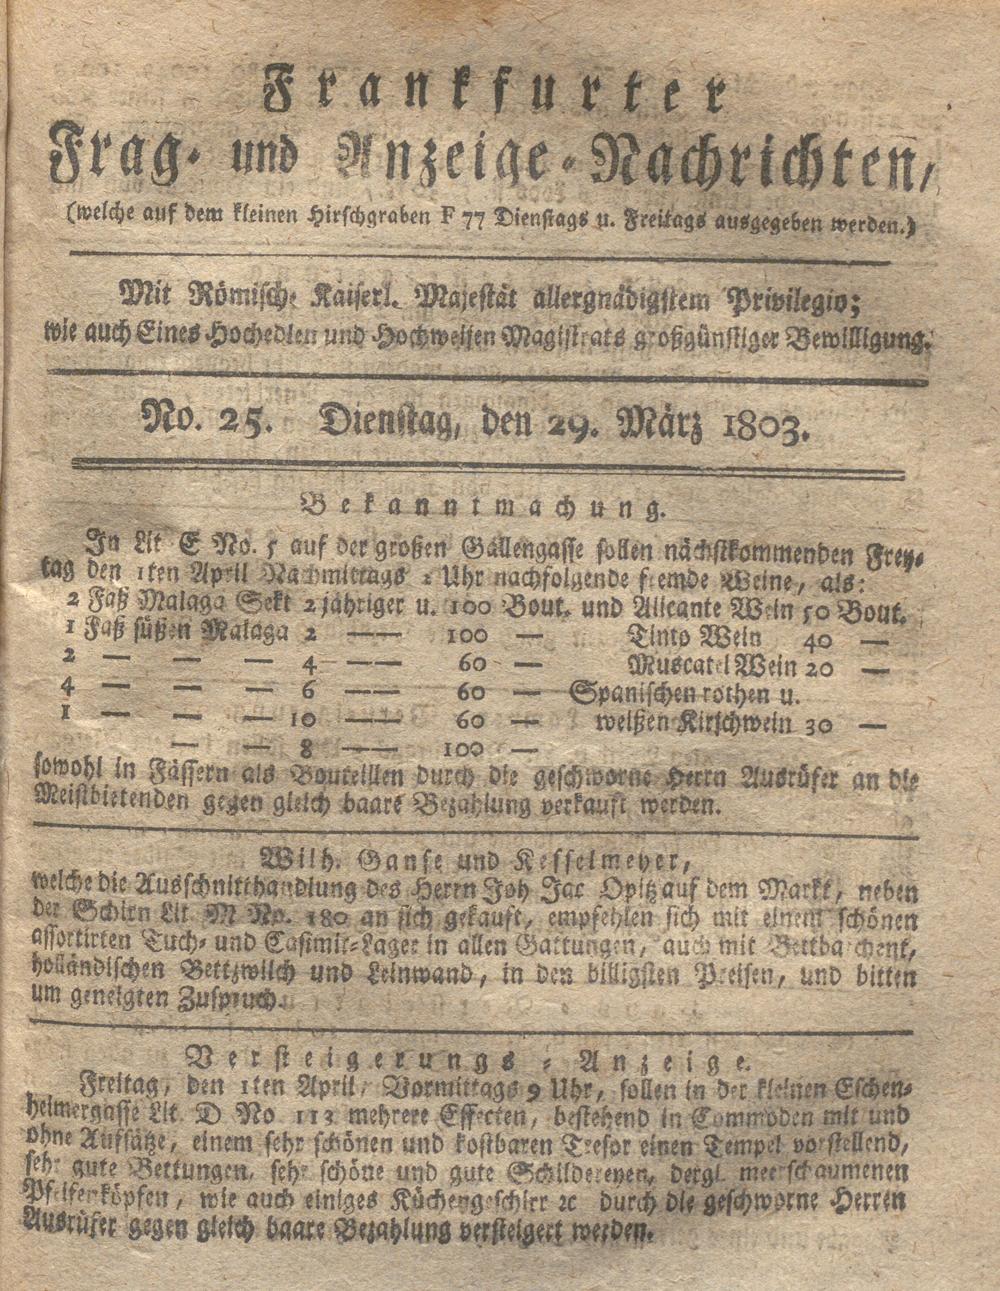 Frankfurter
Frag- und Anzeige-Nachrichten,
(welche auf dem kleinen Hirschgraben F 77 Dienstags u. Freitags ausgegeben werden.)
Mit Römische Kaiserl. Majestät allergnädigstem Privilegio;
wie auch Eines Hochedlen und Hochweisen Magistrats großgünstiger Bewilligung.
No. 25. Dienstag, den 29. März 1803.
Bekanntmachung.
In Lit E No. 5 auf der großen Gallengasse sollen nächstkommenden Frey-
tag den 1ten April Nachmittags 2 Uhr nachfolgende fremde Weine, als:
2 Faß Malaga Sekt 2 jähriger u. 100 Bout. und Alicante Wein 50 Bout.
1 Faß süßen Malaga 2 —— 100 — Tinto Wein 40 —
2 — — — 4 —— 60 — Muscatel Wein 20 —
4 — — — 6 —— 60 — Spanischen rothen u.
1 — — — 10 —— 60 — weißen Kirschwein 30 —
— — 8 —— 100 —
sowohl in Fässern als Bouteillen durch die geschworne Herrn Ausrüfer an die
Meistbietenden gegen gleich baare Bezahlung verkauft werden.
Wilh. Ganse und Kesselmeyer,
welche die Ausschnitthandlung des Herrn Joh Jac Opitz auf dem Markt, neben
der Schirn Lit M No. 180 an sich gekauft, empfehlen sich mit einem schönen
assortirten Tuch- und Casimir-Lager in allen Gattungen, auch mit Bettbarchent,
holländischen Bettzwilch und Leinwand, in den billigsten Preisen, und bitten
um geneigten Zuspruch.
Versteigerungs-Anzeige.
Freitag, den 1ten April, Vormittags 9 Uhr, sollen in der kleinen Eschen-
heimergasse Lit. D No. 113 mehrere Effecten, bestehend in Commoden mit und
ohne Aufsätze, einem sehr schönen und kostbaren Tresor einen Tempel vorstellend,
sehr gute Bettungen, sehr schöne und gute Schildereyen, dergl. meerschaumenen
Pfeifenköpfen, wie auch einiges Küchengeschirr ꝛc durch die geschworne Herren
Ausrüfer gegen gleich baare Bezahlung versteigert werden.